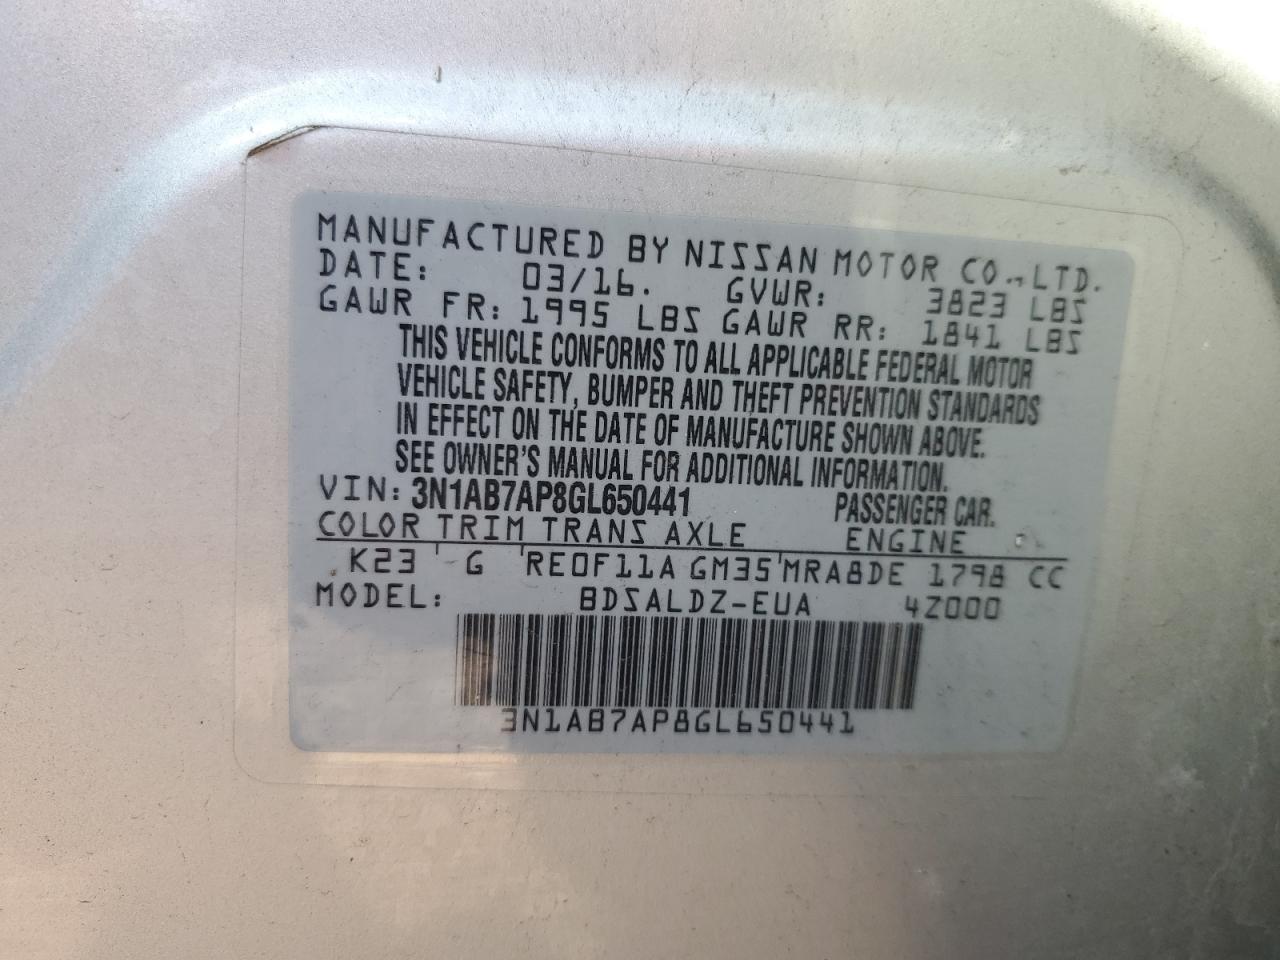 MANUFACTURED BY NISSAN MOTOR CO., LTD.
DATE: 03/16. GVWR: 3823 LBS
GAWR FR: 1995 LBS GAWR RR: 1841 LBS
THIS VEHICLE CONFORMS TO ALL APPLICABLE FEDERAL MOTOR
VEHICLE SAFETY, BUMPER AND THEFT PREVENTION STANDARDS
IN EFFECT ON THE DATE OF MANUFACTURE SHOWN ABOVE.
SEE OWNER'S MANUAL FOR ADDITIONAL INFORMATION.
VIN: 3N1AB7AP8GL650441 PASSENGER CAR.
COLOR TRIM TRANS AXLE ENGINE
K23 G RE0F11A GM35 MRA8DE 1798 CC
MODEL: BDSALDZ-EUA 4Z000
3N1AB7AP8GL650441